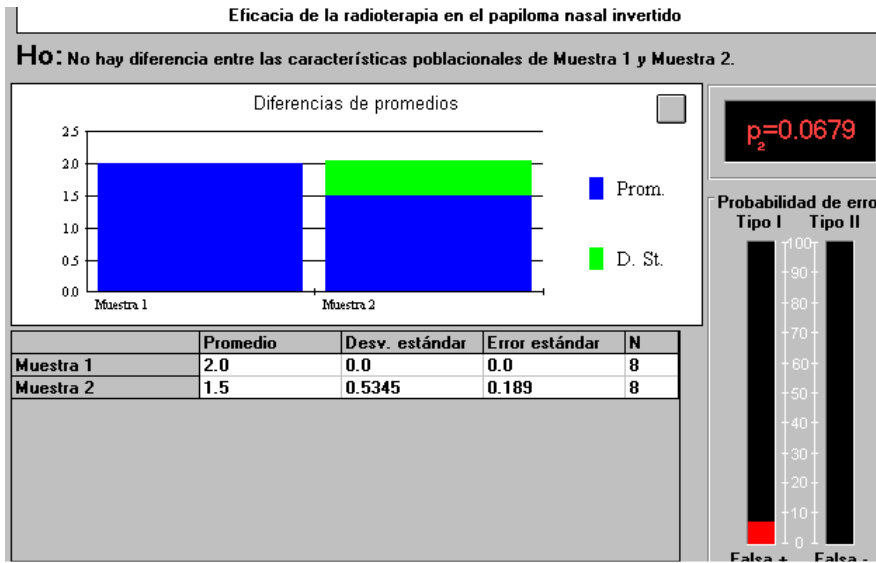 Eficacia de la radioterapia en el papiloma nasal invertido
Ho: No hay diferencia entre las características poblacionales de Muestra 1 y Muestra 2.
Diferencias de promedios
2.5
2.0
1.5
1.0
0.5
0.0
Muestra 1 Muestra 2
Prom.
D. St.
p2=0.0679
Probabilidad de erro
Tipo I Tipo II
100
90
80
70
60
50
40
30
20
10
0
Falsa + Falsa -
Promedio Desv. estándar Error estándar N
Muestra 1 2.0 0.0 0.0 8
Muestra 2 1.5 0.5345 0.189 8